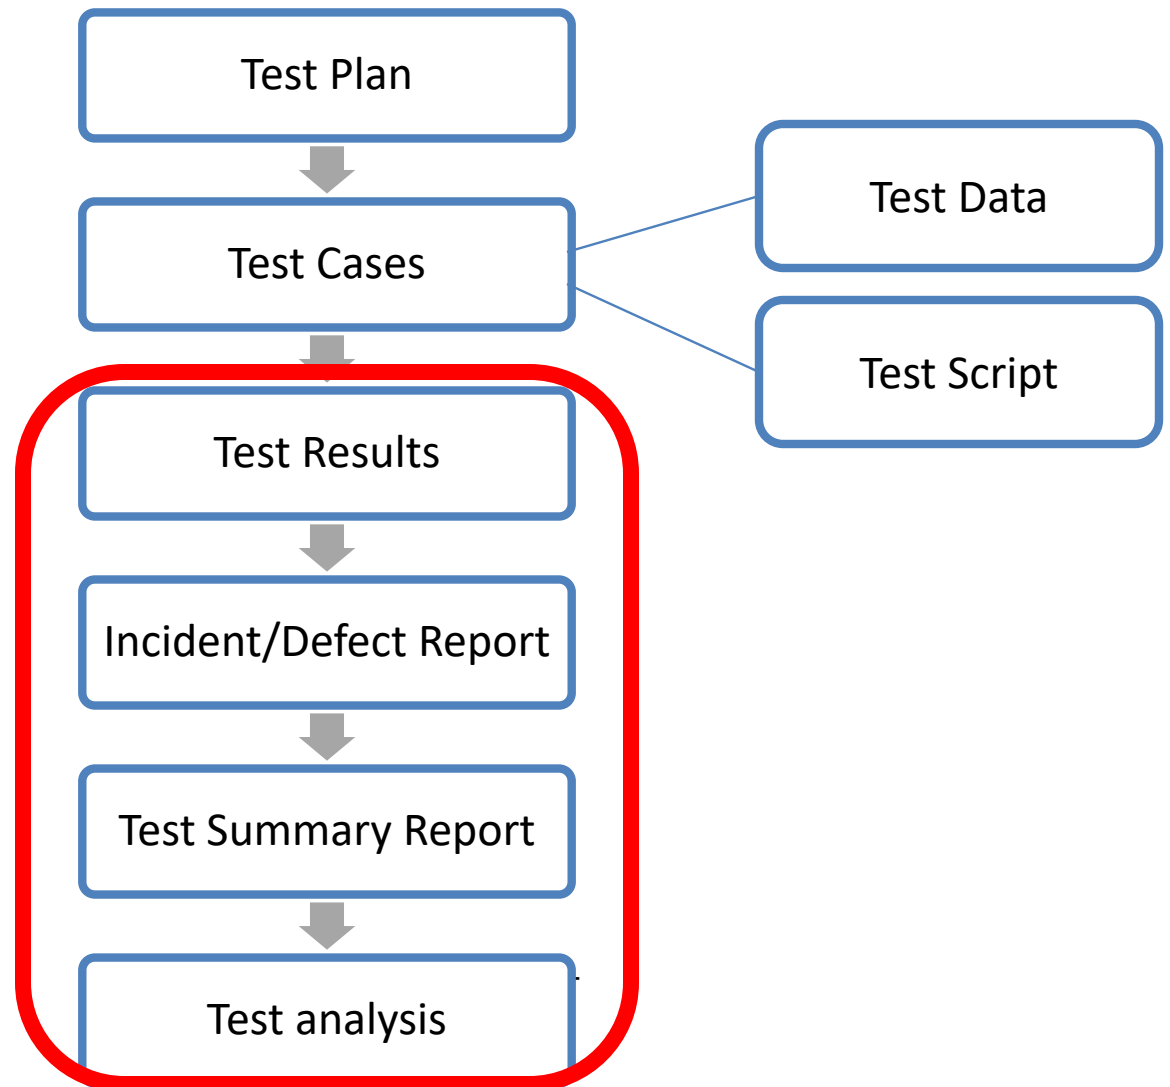 Test Plan
Test Cases
Test Data
Test Script
Test Results
Incident/Defect Report
Test Summary Report
Test analysis